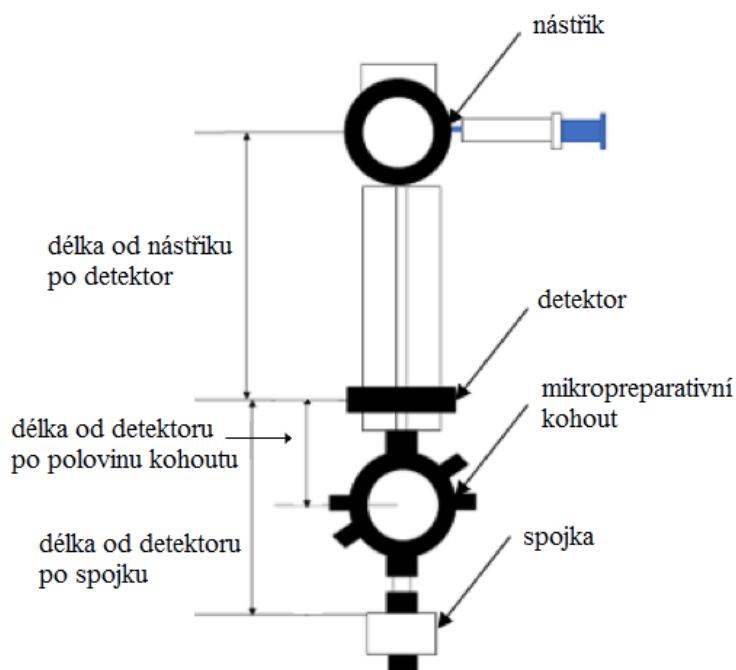 nástřik
délka od nástřiku
po detektor
detektor
mikropreparativní
kohout
délka od detektoru
po polovinu kohoutu
spojka
délka od detektoru
po spojku